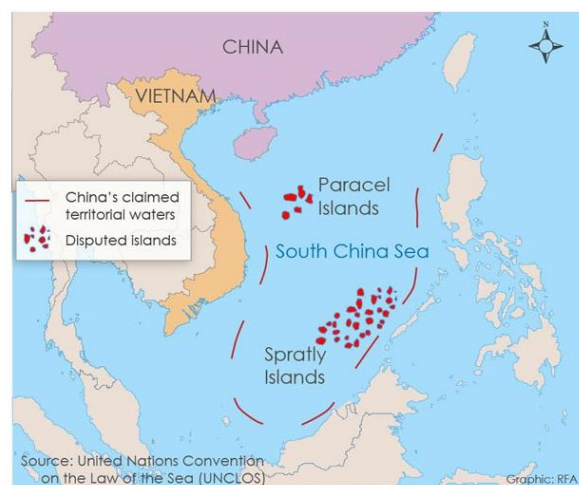 N
CHINA
VIETNAM
China's claimed
territorial waters
Disputed islands
Paracel
Islands
South China Sea
Spratly
Islands
Source: United Nations Convention
on the Law of the Sea (UNCLOS)
Graphic: RFA